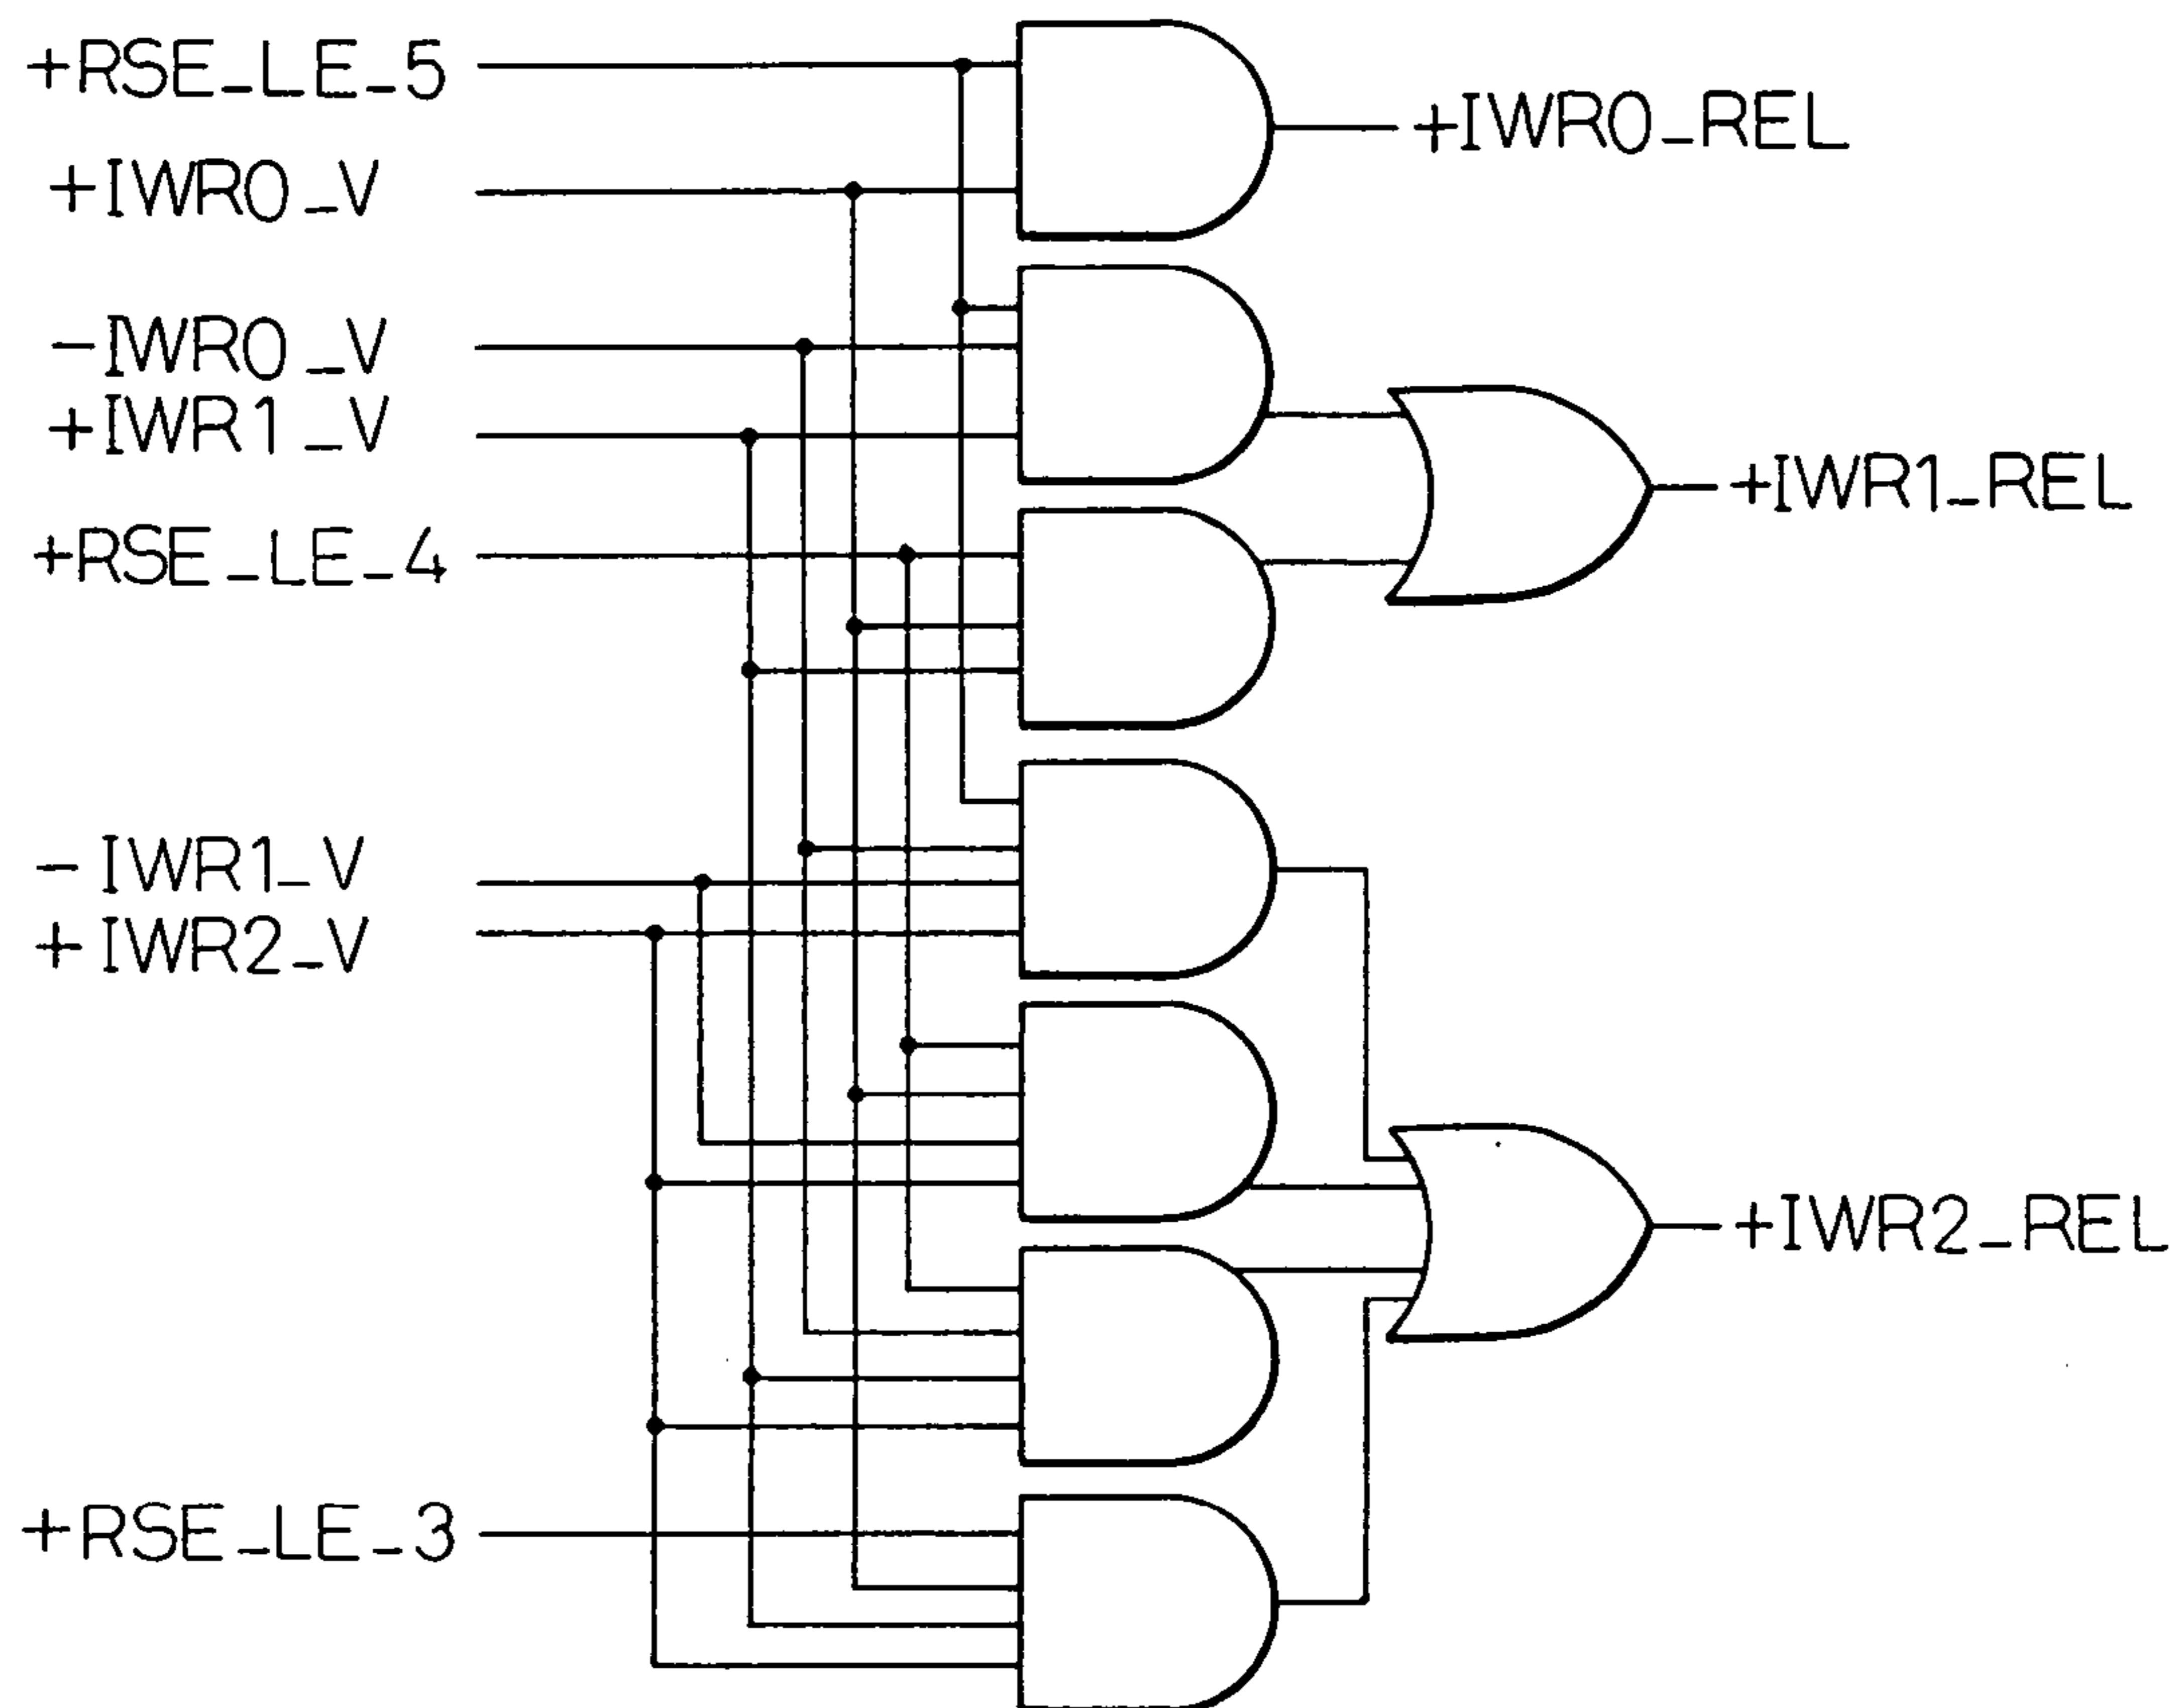 +RSE_LE_5
+IWR0_REL
+IWR0_V
-IWR0_V
+IWR1_V
+IWR1_REL
+RSE_LE_4
-IWR1_V
+IWR2_V
+IWR2_REL
+RSE_LE_3